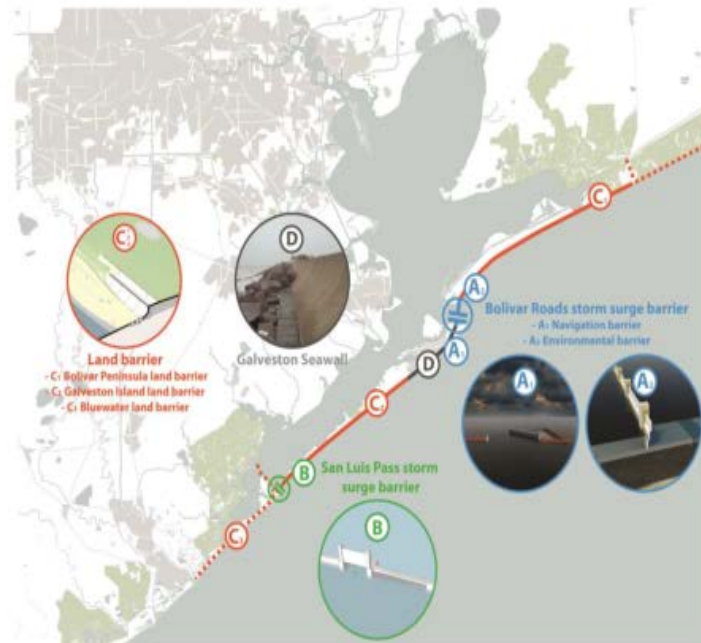 C₁
C
D
A₂
Bolivar Roads storm surge barrier
- A₁ Navigation barrier
- A₂ Environmental barrier
Land barrier
- C₁ Bolivar Peninsula land barrier
- C₂ Galveston Island land barrier
- C₃ Bluewater land barrier
Galveston Seawall
D
A₁
A₁
A₂
C₂
San Luis Pass storm
surge barrier
B
B
C₃